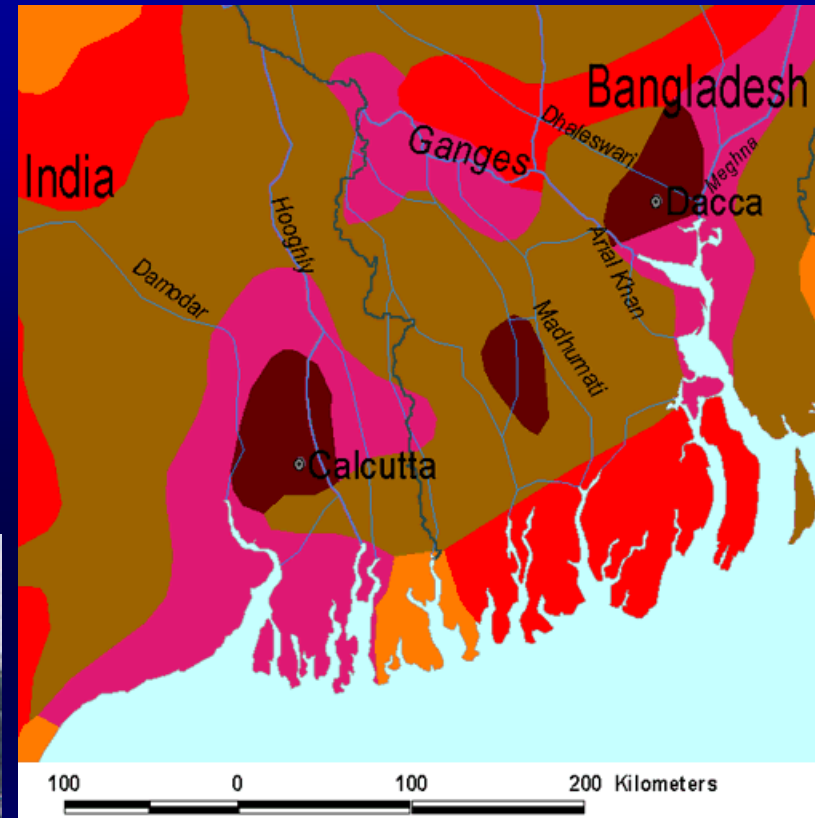 Bangladesh
Dhaleswari
Ganges
Meghna
India
Dacca
Hooghly
Arial Khan
Damodar
Madhumati
Calcutta
100 0 100 200 Kilometers